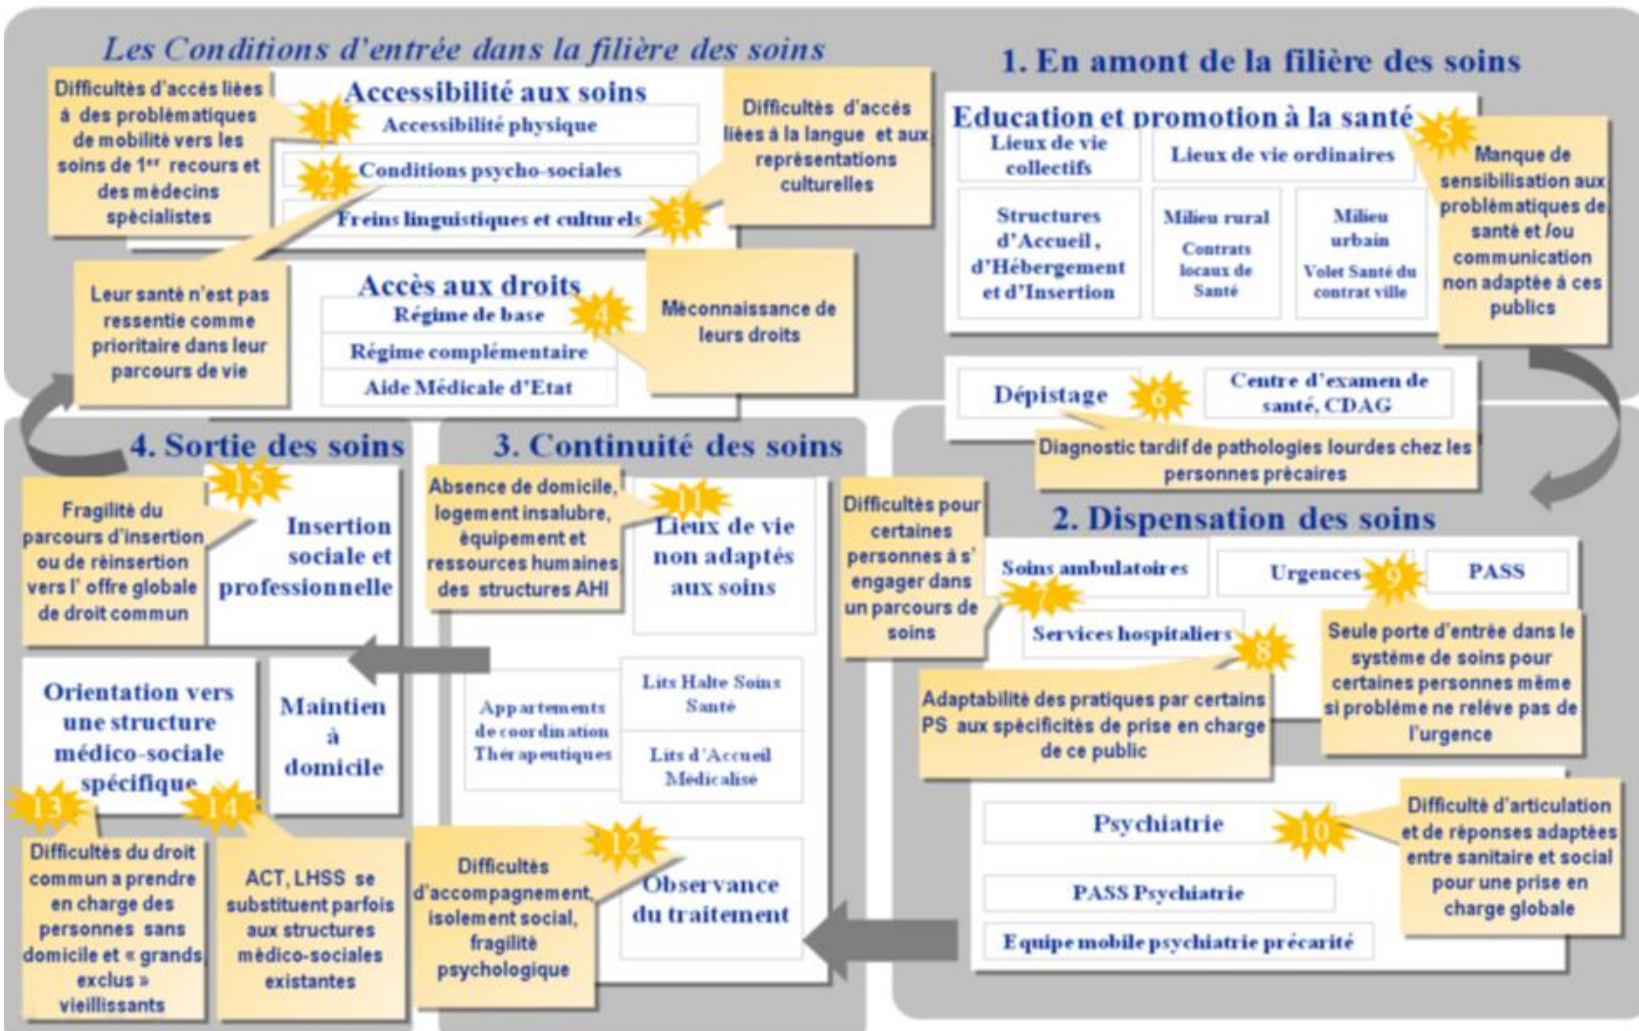 Les Conditions d'entrée dans la filière des soins
Difficultés d'accés liées
á des problématiques
de mobilité vers les
soins de 1er recours et
des mèdecins
spécialistes
Accessibilité aux soins
1
Accessibilité physique
2
Conditions psycho-sociales
Freins linguistiques et culturels
3
Difficultès d'accés
liées á la langue et aux
représentations
culturelles
Leur santè n'est pas
ressentie comme
prioritaire dans leur
parcours de vie
Accès aux droits
Régime de base
4
Régime complémentaire
Aide Médicale d'Etat
Mèconnaissance de
leurs droits
1. En amont de la filière des soins
Education et promotion à la santé
5
Lieux de vie
collectifs
Lieux de vie ordinaires
Structures
d'Accueil,
d'Hébergement
et d'Insertion
Milieu rural
Contrats
locaux de
Santé
Milieu
urbain
Volet Santé du
contrat ville
Manque de
sensibilisation aux
problèmatiques de
santé et /ou
communication
non adaptée á ces
publics
Dépistage
6
Centre d'examen de
santé, CDAG
Diagnostic tardif de pathologies lourdes chez les
personnes prècaires
2. Dispensation des soins
Difficultès pour
certaines
personnes á s'
engager dans
un parcours de
soins
Soins ambulatoires
7
Urgences
9
PASS
Services hospitaliers
8
Adaptabilité des pratiques par certains
PS aux spècificités de prise en charge
de ce public
Seule porte d'entrée dans le
système de soins pour
certaines personnes même
si problème ne relève pas de
l'urgence
Psychiatrie
10
PASS Psychiatrie
Equipe mobile psychiatrie précarité
Difficulté d'articulation
et de rèponses adaptées
entre sanitaire et social
pour une prise en
charge globale
3. Continuité des soins
Absence de domicile,
logement insalubre,
èquipement et
ressources humaines
des structures AHI
11
Lieux de vie
non adaptés
aux soins
Appartements
de coordination
Thérapeutiques
Lits Halte Soins
Santé
Lits d'Accueil
Médicalisé
12
Difficultès
d'accompagnement,
isolement social,
fragilité
psychologique
Observance
du traitement
4. Sortie des soins
15
Fragilité du
parcours d'insertion
ou de rèinsertion
vers l' offre globale
de droit commun
Insertion
sociale et
professionnelle
Orientation vers
une structure
médico-sociale
spécifique
Maintien
à
domicile
13
14
Difficultès du droit
commun a prendre
en charge des
personnes sans
domicile et « grands
exclus »
vieillissants
ACT, LHSS se
substituent parfois
aux structures
mèdico-sociales
existantes